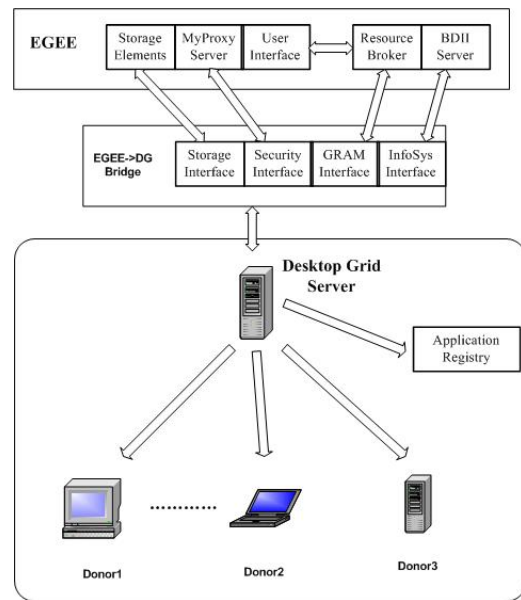 EGEE
Storage
Elements
MyProxy
Server
User
Interface
Resource
Broker
BDII
Server
EGEE->DG
Bridge
Storage
Interface
Security
Interface
GRAM
Interface
InfoSys
Interface
Desktop Grid
Server
Application
Registry
Donor1
Donor2
Donor3